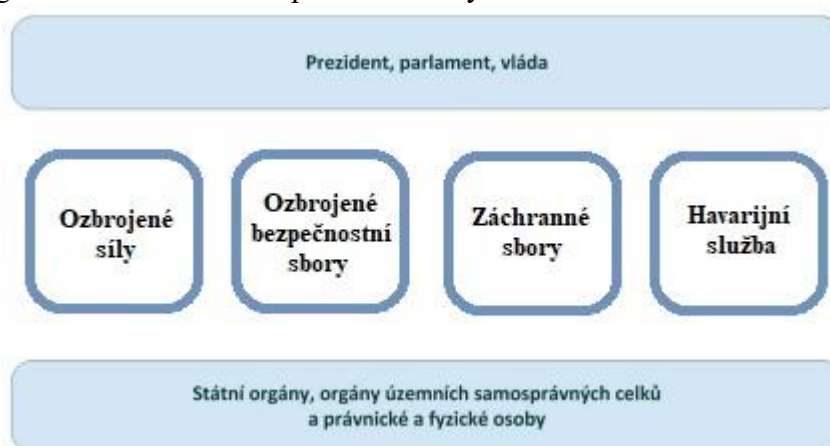 Prezident, parlament, vláda
Ozbrojené
síly
Ozbrojené
bezpečnostní
sbory
Záchranné
sbory
Havarijní
služba
Státní orgány, orgány územních samosprávných celků
a právnické a fyzické osoby